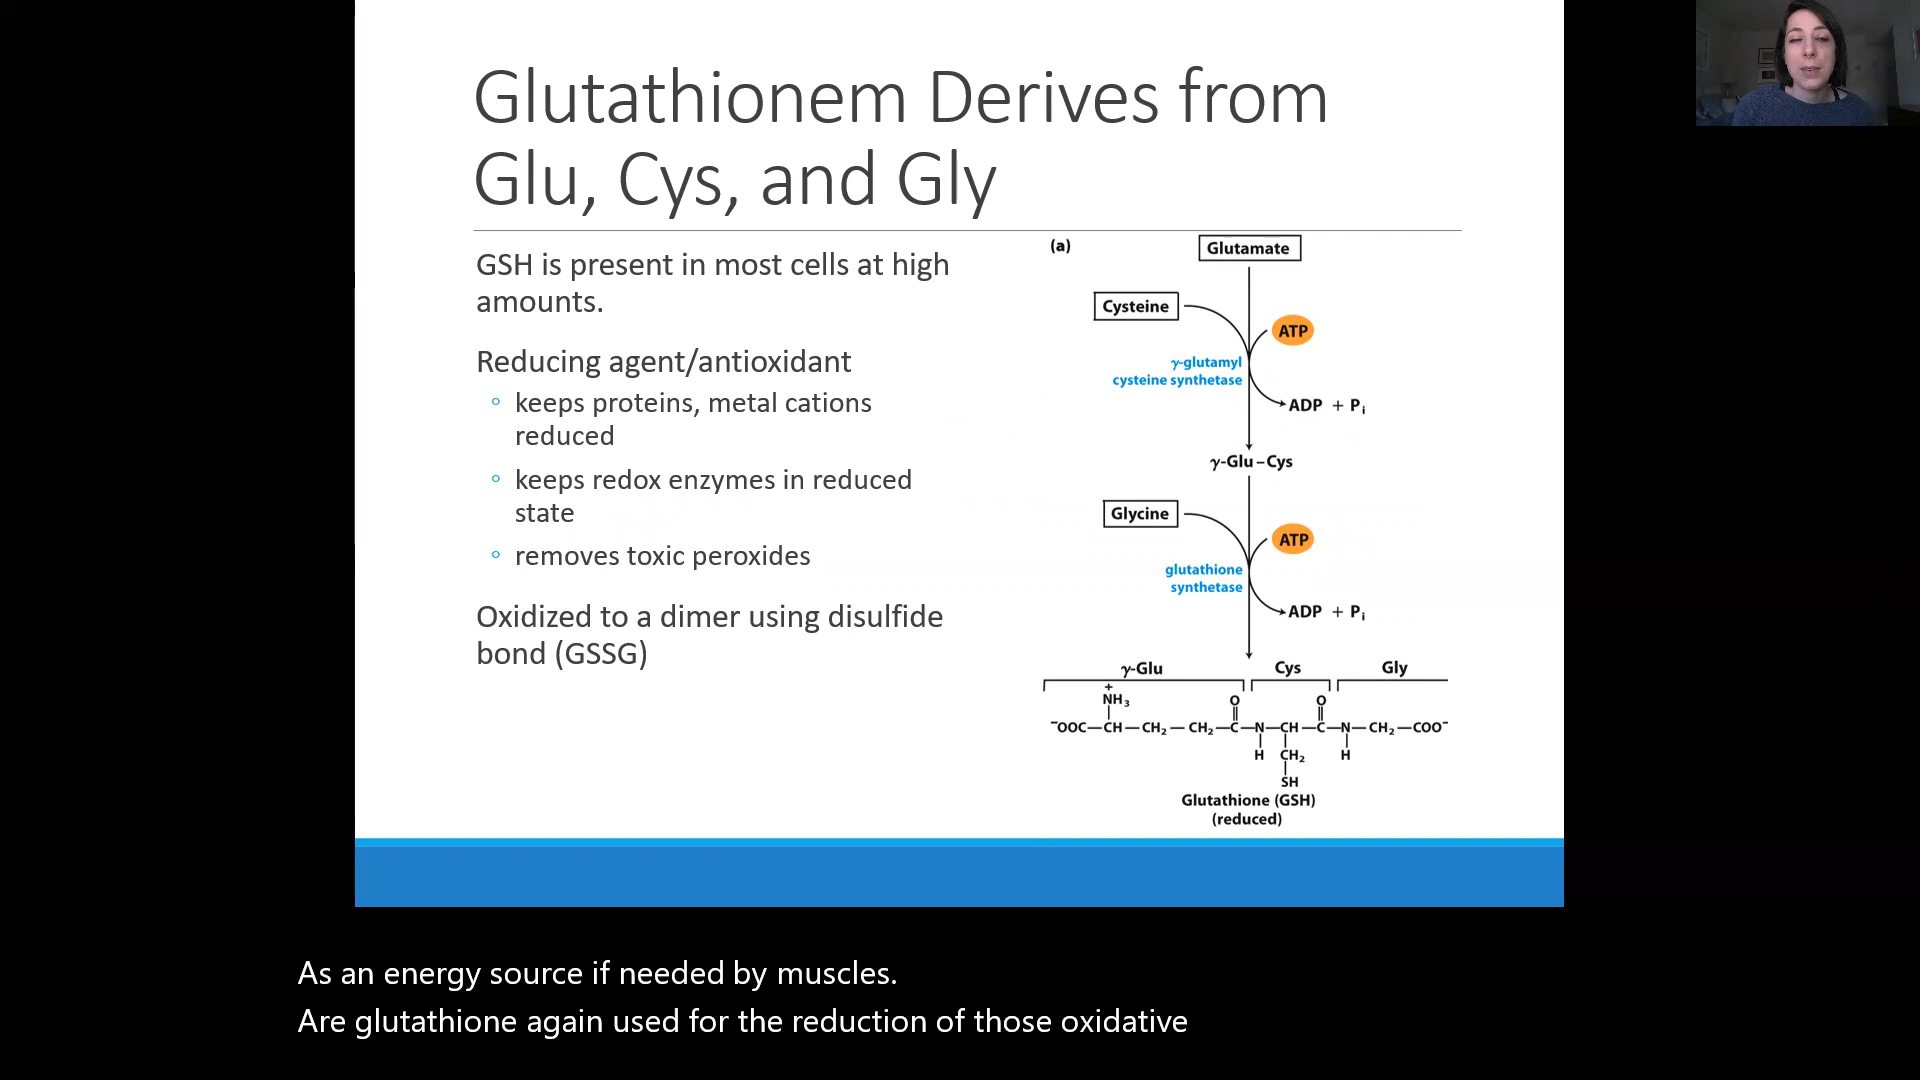 Glutathionem Derives from
Glu, Cys, and Gly
GSH is present in most cells at high
amounts.
Reducing agent/antioxidant
◦ keeps proteins, metal cations
reduced
◦ keeps redox enzymes in reduced
state
◦ removes toxic peroxides
Oxidized to a dimer using disulfide
bond (GSSG)
(a)
Glutamate
Cysteine
ATP
γ-glutamyl
cysteine synthetase
ADP + Pi
γ-Glu–Cys
Glycine
ATP
glutathione
synthetase
ADP + Pi
γ-Glu Cys Gly
+
NH3 O O
⁻OOC—CH—CH2—CH2—C—N—CH—C—N—CH2—COO⁻
H CH2 H
SH
Glutathione (GSH)
(reduced)
As an energy source if needed by muscles.
Are glutathione again used for the reduction of those oxidative